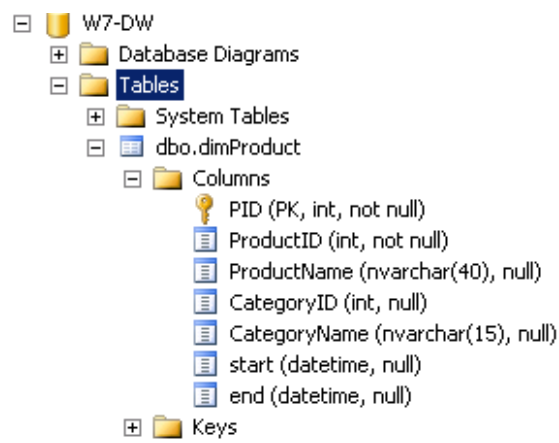 W7-DW
Database Diagrams
Tables
System Tables
dbo.dimProduct
Columns
PID (PK, int, not null)
ProductID (int, not null)
ProductName (nvarchar(40), null)
CategoryID (int, null)
CategoryName (nvarchar(15), null)
start (datetime, null)
end (datetime, null)
Keys